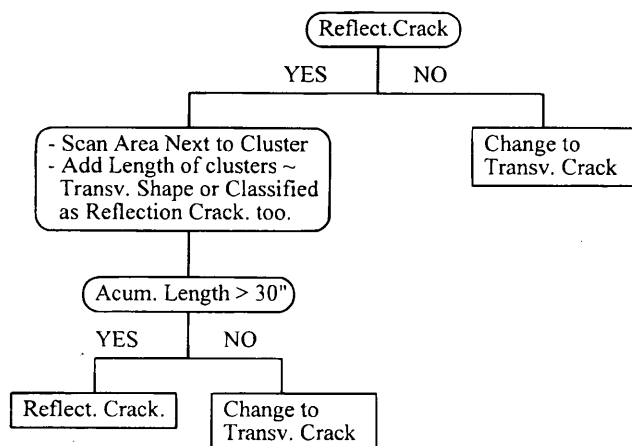 Reflect.Crack
YES
NO
- Scan Area Next to Cluster
- Add Length of clusters ~
Transv. Shape or Classified
as Reflection Crack. too.
Change to
Transv. Crack
Acum. Length > 30"
YES
NO
Reflect. Crack.
Change to
Transv. Crack